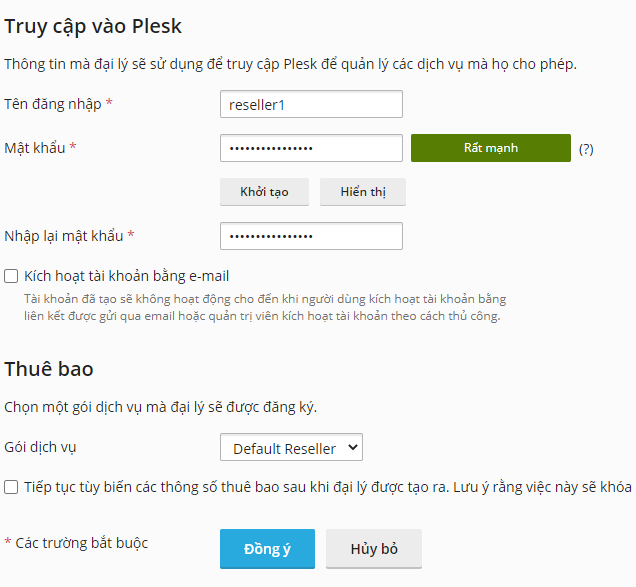 Truy cập vào Plesk
Thông tin mà đại lý sẽ sử dụng để truy cập Plesk để quản lý các dịch vụ mà họ cho phép.
Tên đăng nhập * reseller1
Mật khẩu * •••••••••••••••• Rất mạnh (?)
Khởi tạo Hiển thị
Nhập lại mật khẩu * ••••••••••••••••
Kích hoạt tài khoản bằng e-mail
Tài khoản đã tạo sẽ không hoạt động cho đến khi người dùng kích hoạt tài khoản bằng
liên kết được gửi qua email hoặc quản trị viên kích hoạt tài khoản theo cách thủ công.
Thuê bao
Chọn một gói dịch vụ mà đại lý sẽ được đăng ký.
Gói dịch vụ Default Reseller
Tiếp tục tùy biến các thông số thuê bao sau khi đại lý được tạo ra. Lưu ý rằng việc này sẽ khóa
* Các trường bắt buộc Đồng ý Hủy bỏ